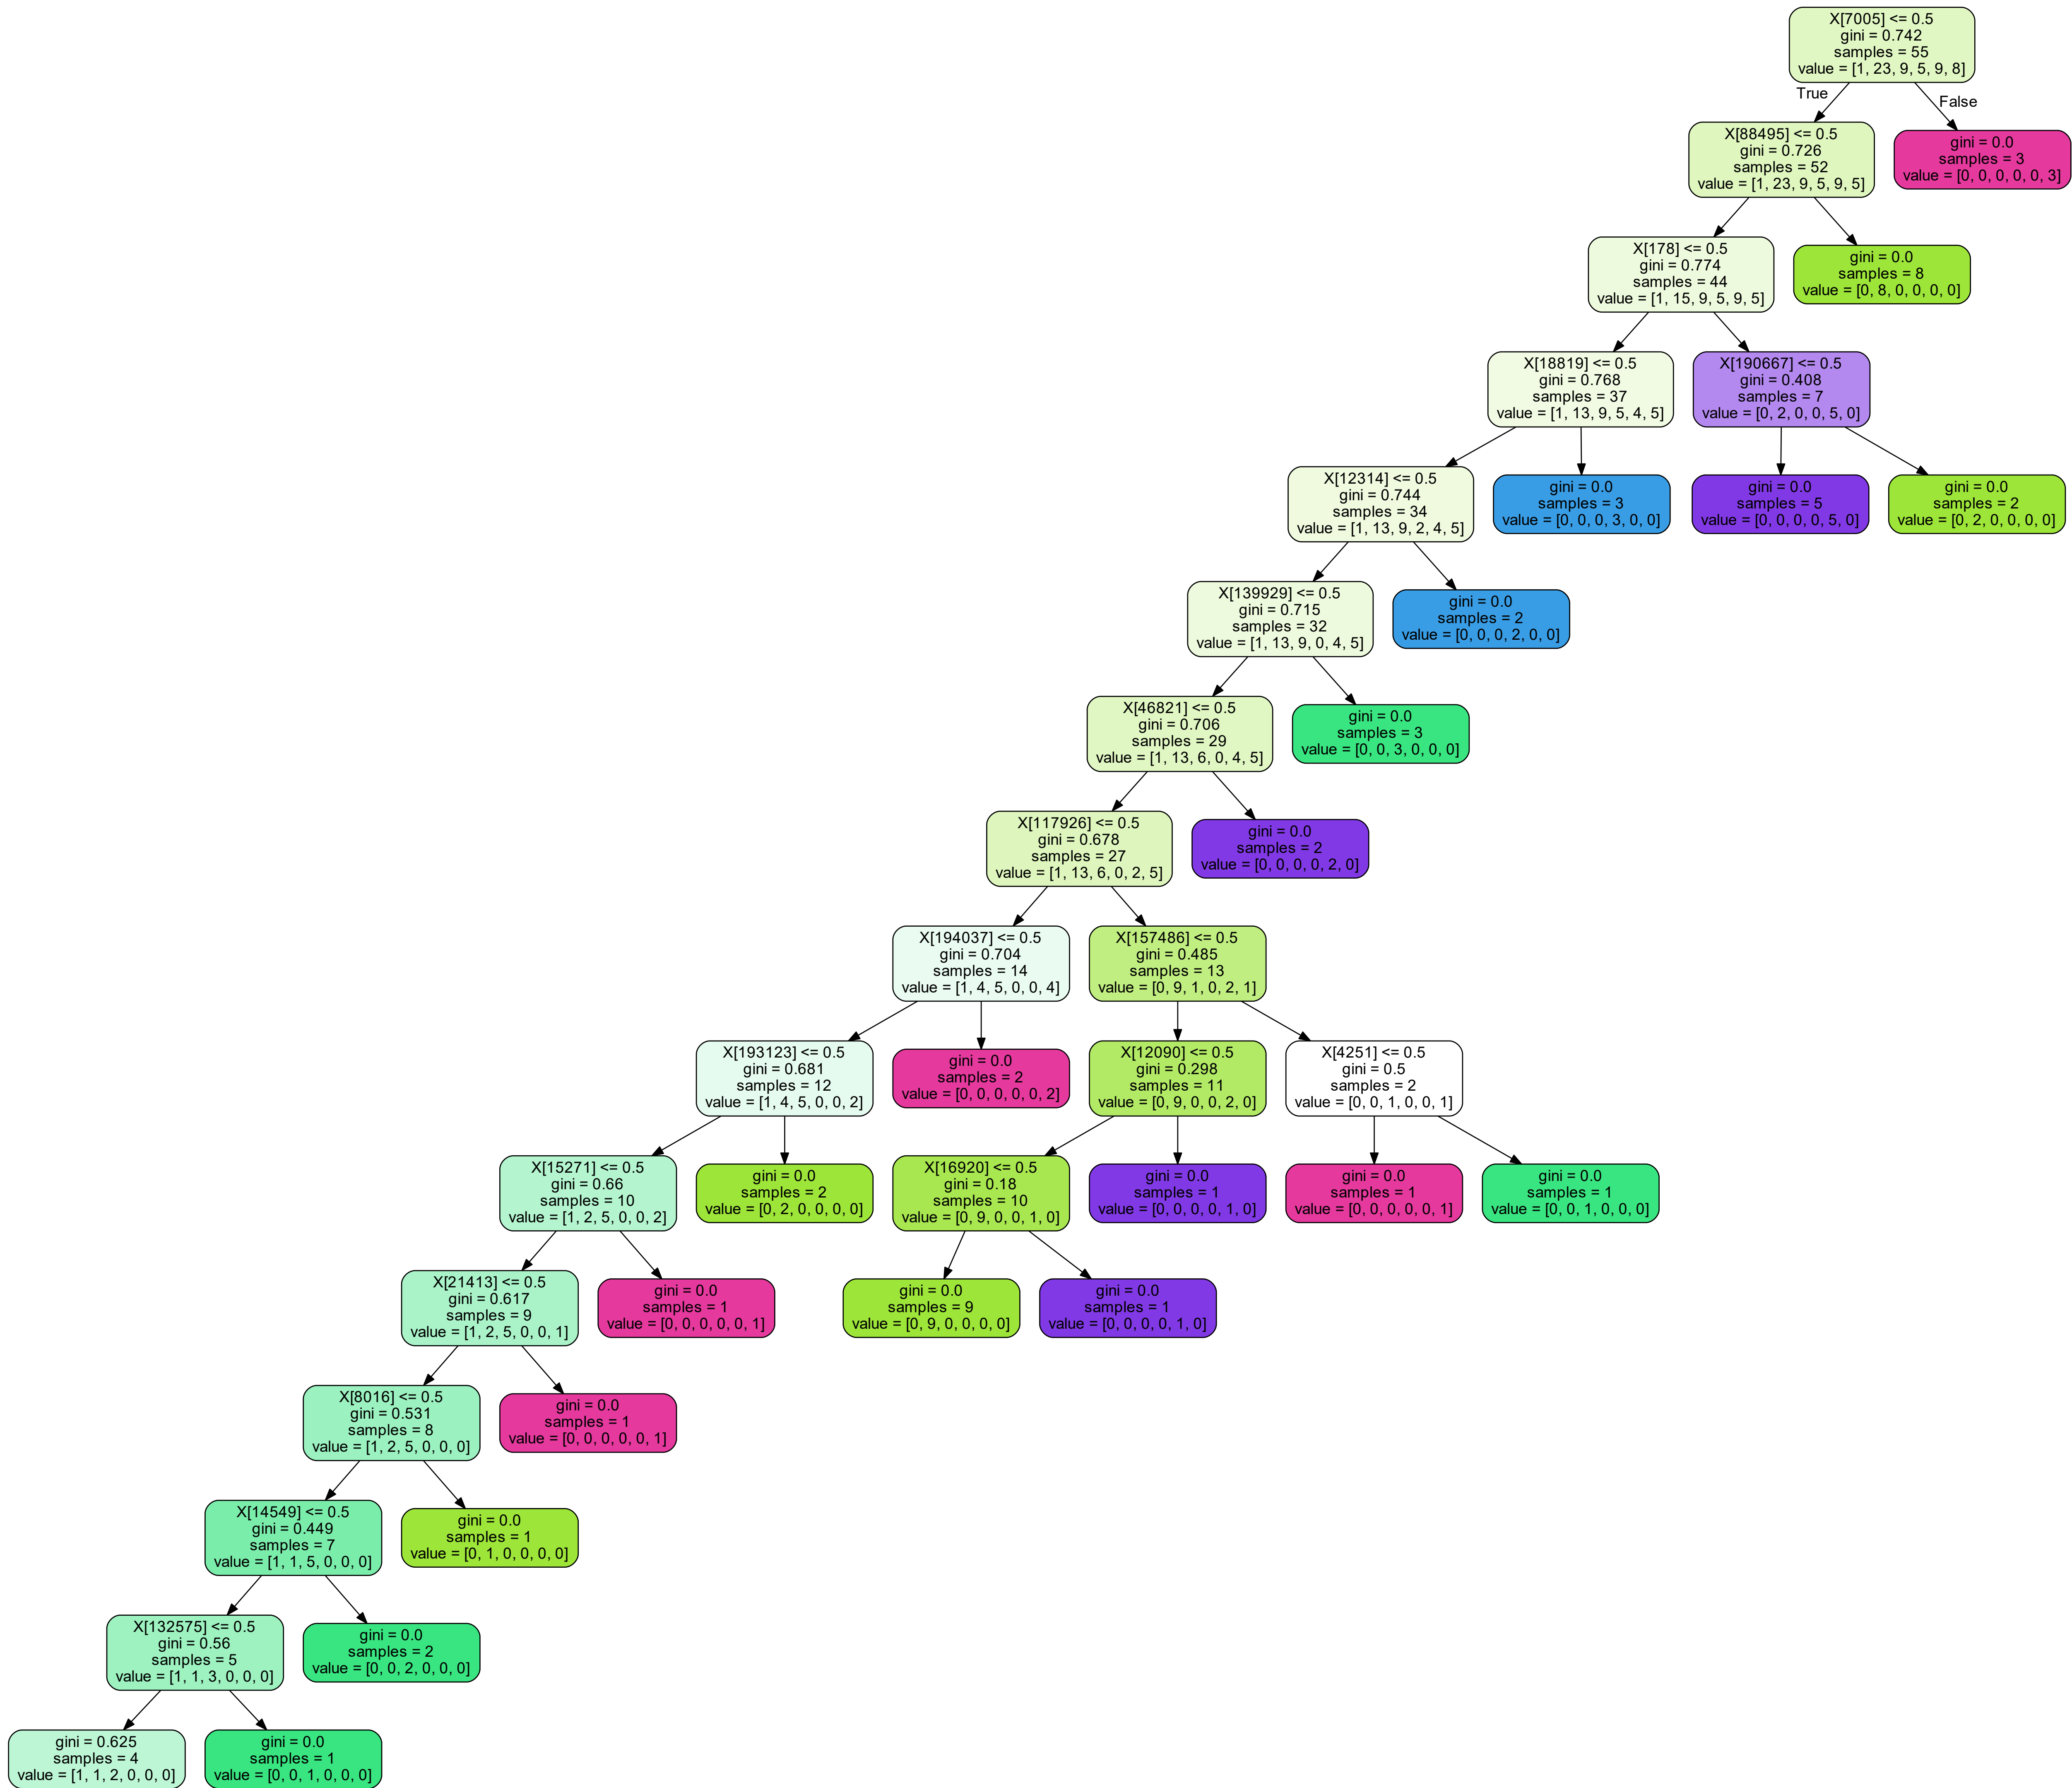 X[7005] <= 0.5
gini = 0.742
samples = 55
value = [1, 23, 9, 5, 9, 8]
True
False
X[88495] <= 0.5
gini = 0.726
samples = 52
value = [1, 23, 9, 5, 9, 5]
gini = 0.0
samples = 3
value = [0, 0, 0, 0, 0, 3]
X[178] <= 0.5
gini = 0.774
samples = 44
value = [1, 15, 9, 5, 9, 5]
gini = 0.0
samples = 8
value = [0, 8, 0, 0, 0, 0]
X[18819] <= 0.5
gini = 0.768
samples = 37
value = [1, 13, 9, 5, 4, 5]
X[190667] <= 0.5
gini = 0.408
samples = 7
value = [0, 2, 0, 0, 5, 0]
X[12314] <= 0.5
gini = 0.744
samples = 34
value = [1, 13, 9, 2, 4, 5]
gini = 0.0
samples = 3
value = [0, 0, 0, 3, 0, 0]
gini = 0.0
samples = 5
value = [0, 0, 0, 0, 5, 0]
gini = 0.0
samples = 2
value = [0, 2, 0, 0, 0, 0]
X[139929] <= 0.5
gini = 0.715
samples = 32
value = [1, 13, 9, 0, 4, 5]
gini = 0.0
samples = 2
value = [0, 0, 0, 2, 0, 0]
X[46821] <= 0.5
gini = 0.706
samples = 29
value = [1, 13, 6, 0, 4, 5]
gini = 0.0
samples = 3
value = [0, 0, 3, 0, 0, 0]
X[117926] <= 0.5
gini = 0.678
samples = 27
value = [1, 13, 6, 0, 2, 5]
gini = 0.0
samples = 2
value = [0, 0, 0, 0, 2, 0]
X[194037] <= 0.5
gini = 0.704
samples = 14
value = [1, 4, 5, 0, 0, 4]
X[157486] <= 0.5
gini = 0.485
samples = 13
value = [0, 9, 1, 0, 2, 1]
X[193123] <= 0.5
gini = 0.681
samples = 12
value = [1, 4, 5, 0, 0, 2]
gini = 0.0
samples = 2
value = [0, 0, 0, 0, 0, 2]
X[12090] <= 0.5
gini = 0.298
samples = 11
value = [0, 9, 0, 0, 2, 0]
X[4251] <= 0.5
gini = 0.5
samples = 2
value = [0, 0, 1, 0, 0, 1]
X[15271] <= 0.5
gini = 0.66
samples = 10
value = [1, 2, 5, 0, 0, 2]
gini = 0.0
samples = 2
value = [0, 2, 0, 0, 0, 0]
X[16920] <= 0.5
gini = 0.18
samples = 10
value = [0, 9, 0, 0, 1, 0]
gini = 0.0
samples = 1
value = [0, 0, 0, 0, 1, 0]
gini = 0.0
samples = 1
value = [0, 0, 0, 0, 0, 1]
gini = 0.0
samples = 1
value = [0, 0, 1, 0, 0, 0]
X[21413] <= 0.5
gini = 0.617
samples = 9
value = [1, 2, 5, 0, 0, 1]
gini = 0.0
samples = 1
value = [0, 0, 0, 0, 0, 1]
gini = 0.0
samples = 9
value = [0, 9, 0, 0, 0, 0]
gini = 0.0
samples = 1
value = [0, 0, 0, 0, 1, 0]
X[8016] <= 0.5
gini = 0.531
samples = 8
value = [1, 2, 5, 0, 0, 0]
gini = 0.0
samples = 1
value = [0, 0, 0, 0, 0, 1]
X[14549] <= 0.5
gini = 0.449
samples = 7
value = [1, 1, 5, 0, 0, 0]
gini = 0.0
samples = 1
value = [0, 1, 0, 0, 0, 0]
X[132575] <= 0.5
gini = 0.56
samples = 5
value = [1, 1, 3, 0, 0, 0]
gini = 0.0
samples = 2
value = [0, 0, 2, 0, 0, 0]
gini = 0.625
samples = 4
value = [1, 1, 2, 0, 0, 0]
gini = 0.0
samples = 1
value = [0, 0, 1, 0, 0, 0]